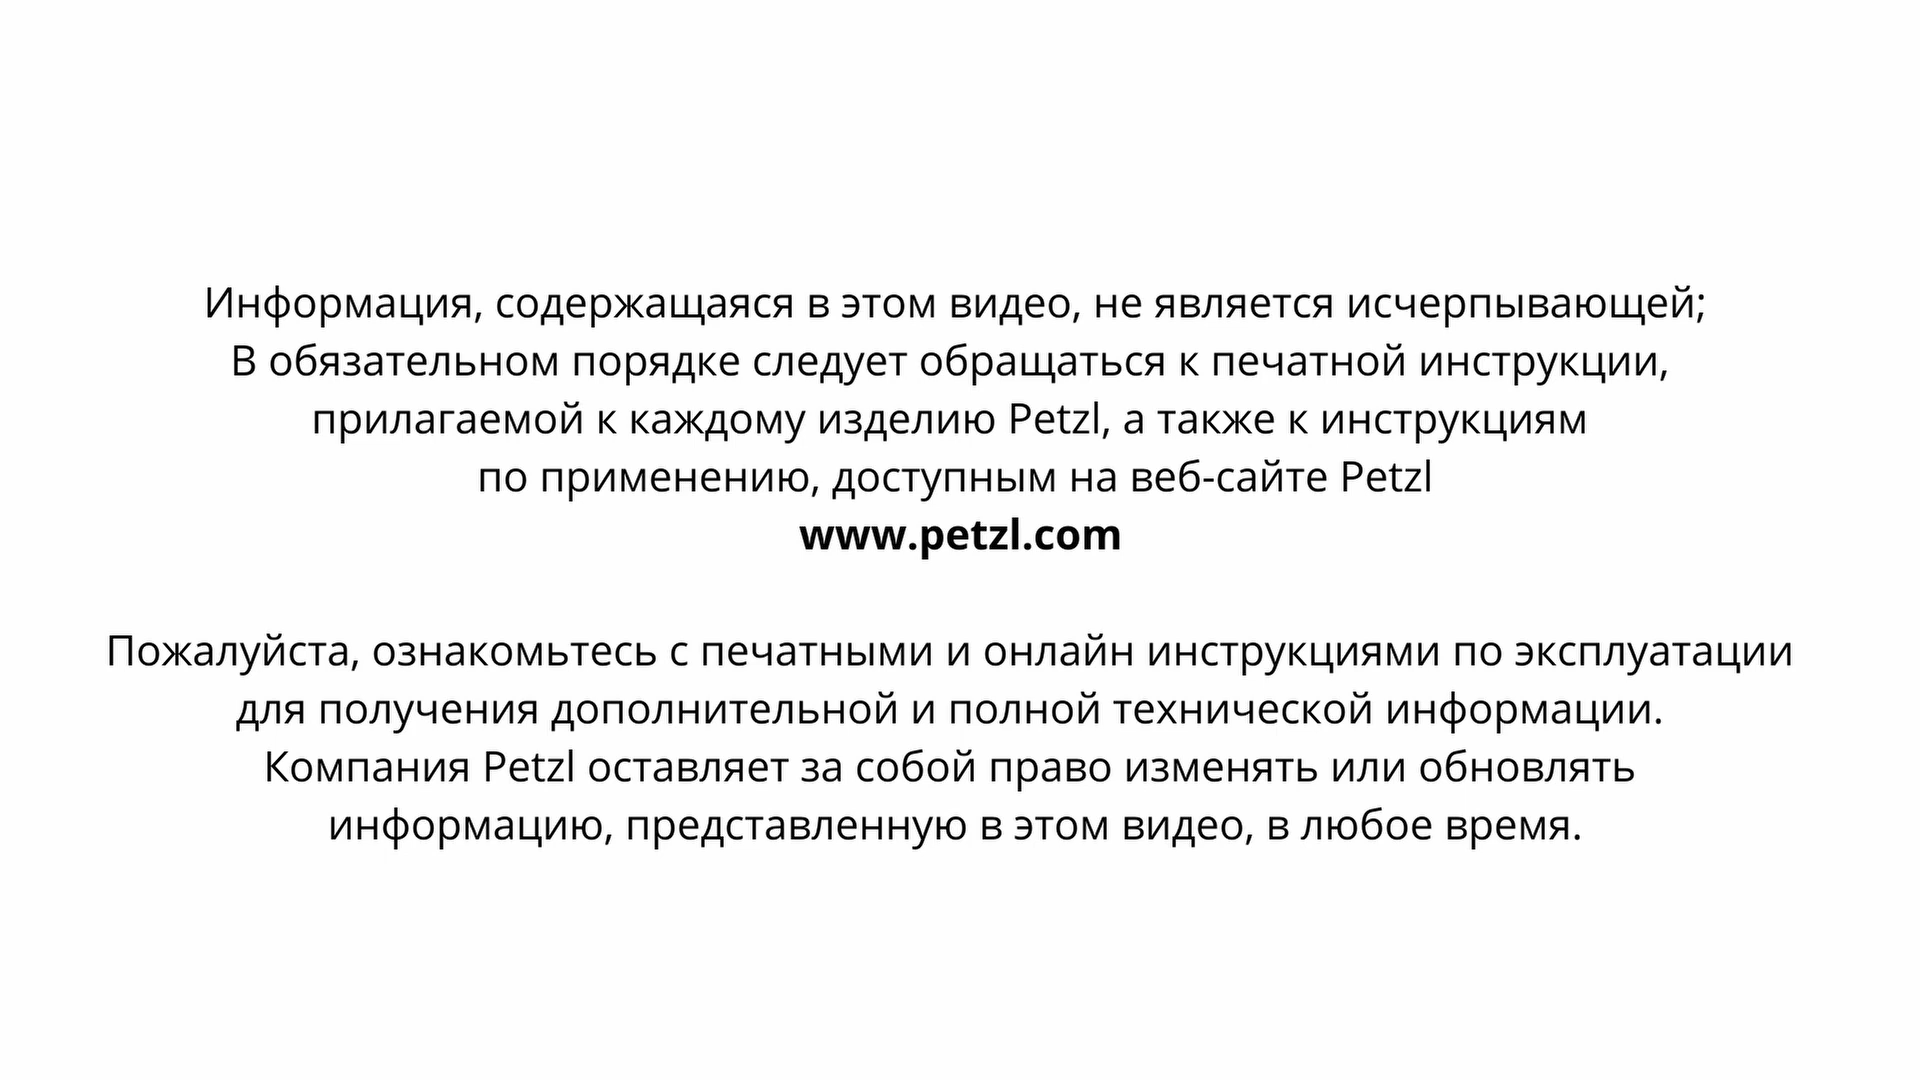 Информация, содержащаяся в этом видео, не является исчерпывающей;
В обязательном порядке следует обращаться к печатной инструкции,
прилагаемой к каждому изделию Petzl, а также к инструкциям
по применению, доступным на веб-сайте Petzl
www.petzl.com
Пожалуйста, ознакомьтесь с печатными и онлайн инструкциями по эксплуатации
для получения дополнительной и полной технической информации.
Компания Petzl оставляет за собой право изменять или обновлять
информацию, представленную в этом видео, в любое время.